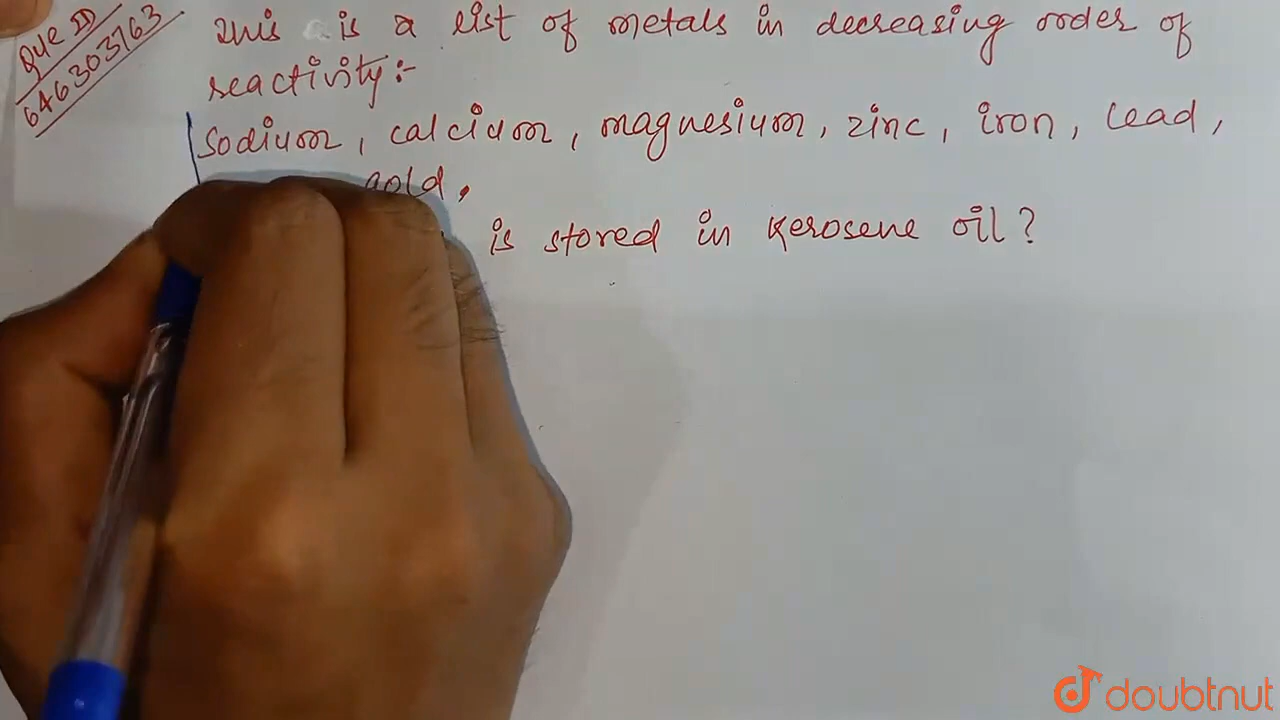 Que ID
646303763
This is a list of metals in decreasing order of
reactivity:-
Sodium, calcium, magnesium, zinc, iron, lead,
gold,
is stored in kerosene oil?
doubtnut